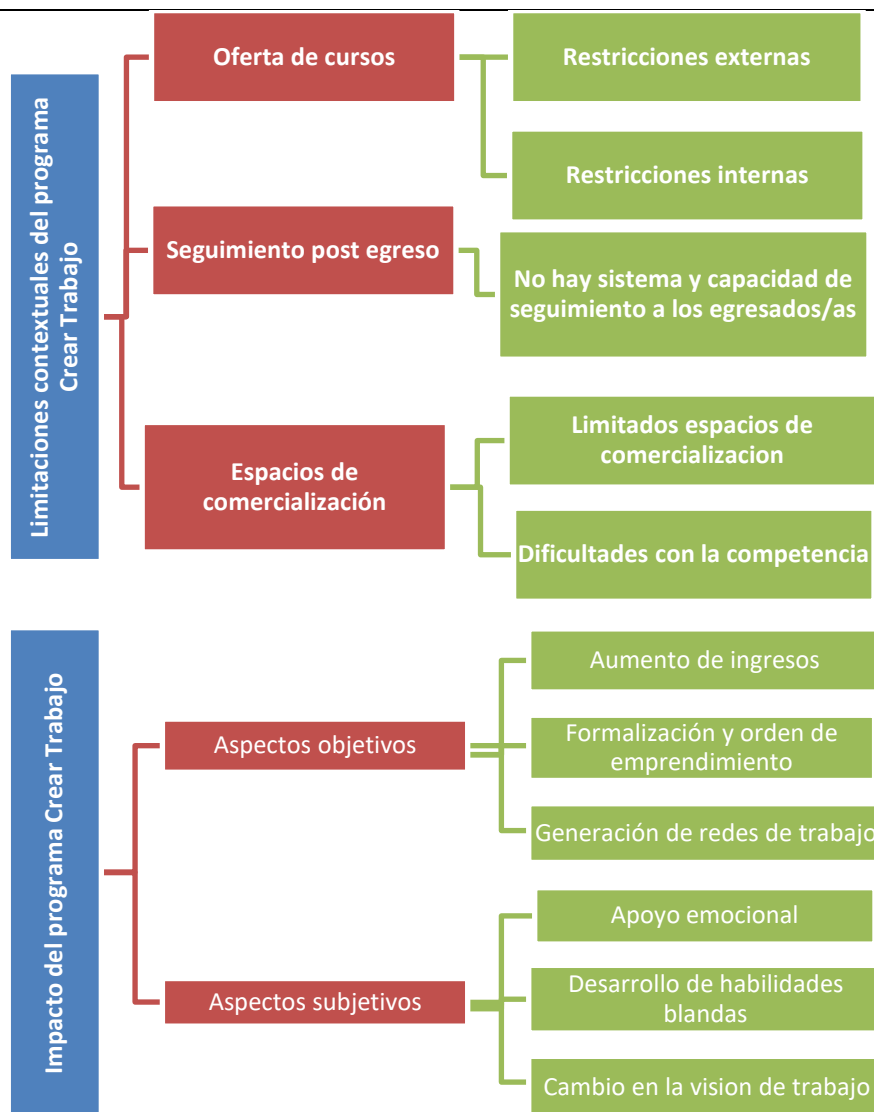 Limitaciones contextuales del programa
Crear Trabajo
Oferta de cursos
Restricciones externas
Restricciones internas
Seguimiento post egreso
No hay sistema y capacidad de
seguimiento a los egresados/as
Espacios de
comercialización
Limitados espacios de
comercializacion
Dificultades con la competencia
Impacto del programa Crear Trabajo
Aspectos objetivos
Aumento de ingresos
Formalización y orden de
emprendimiento
Generación de redes de trabajo
Aspectos subjetivos
Apoyo emocional
Desarrollo de habilidades
blandas
Cambio en la vision de trabajo